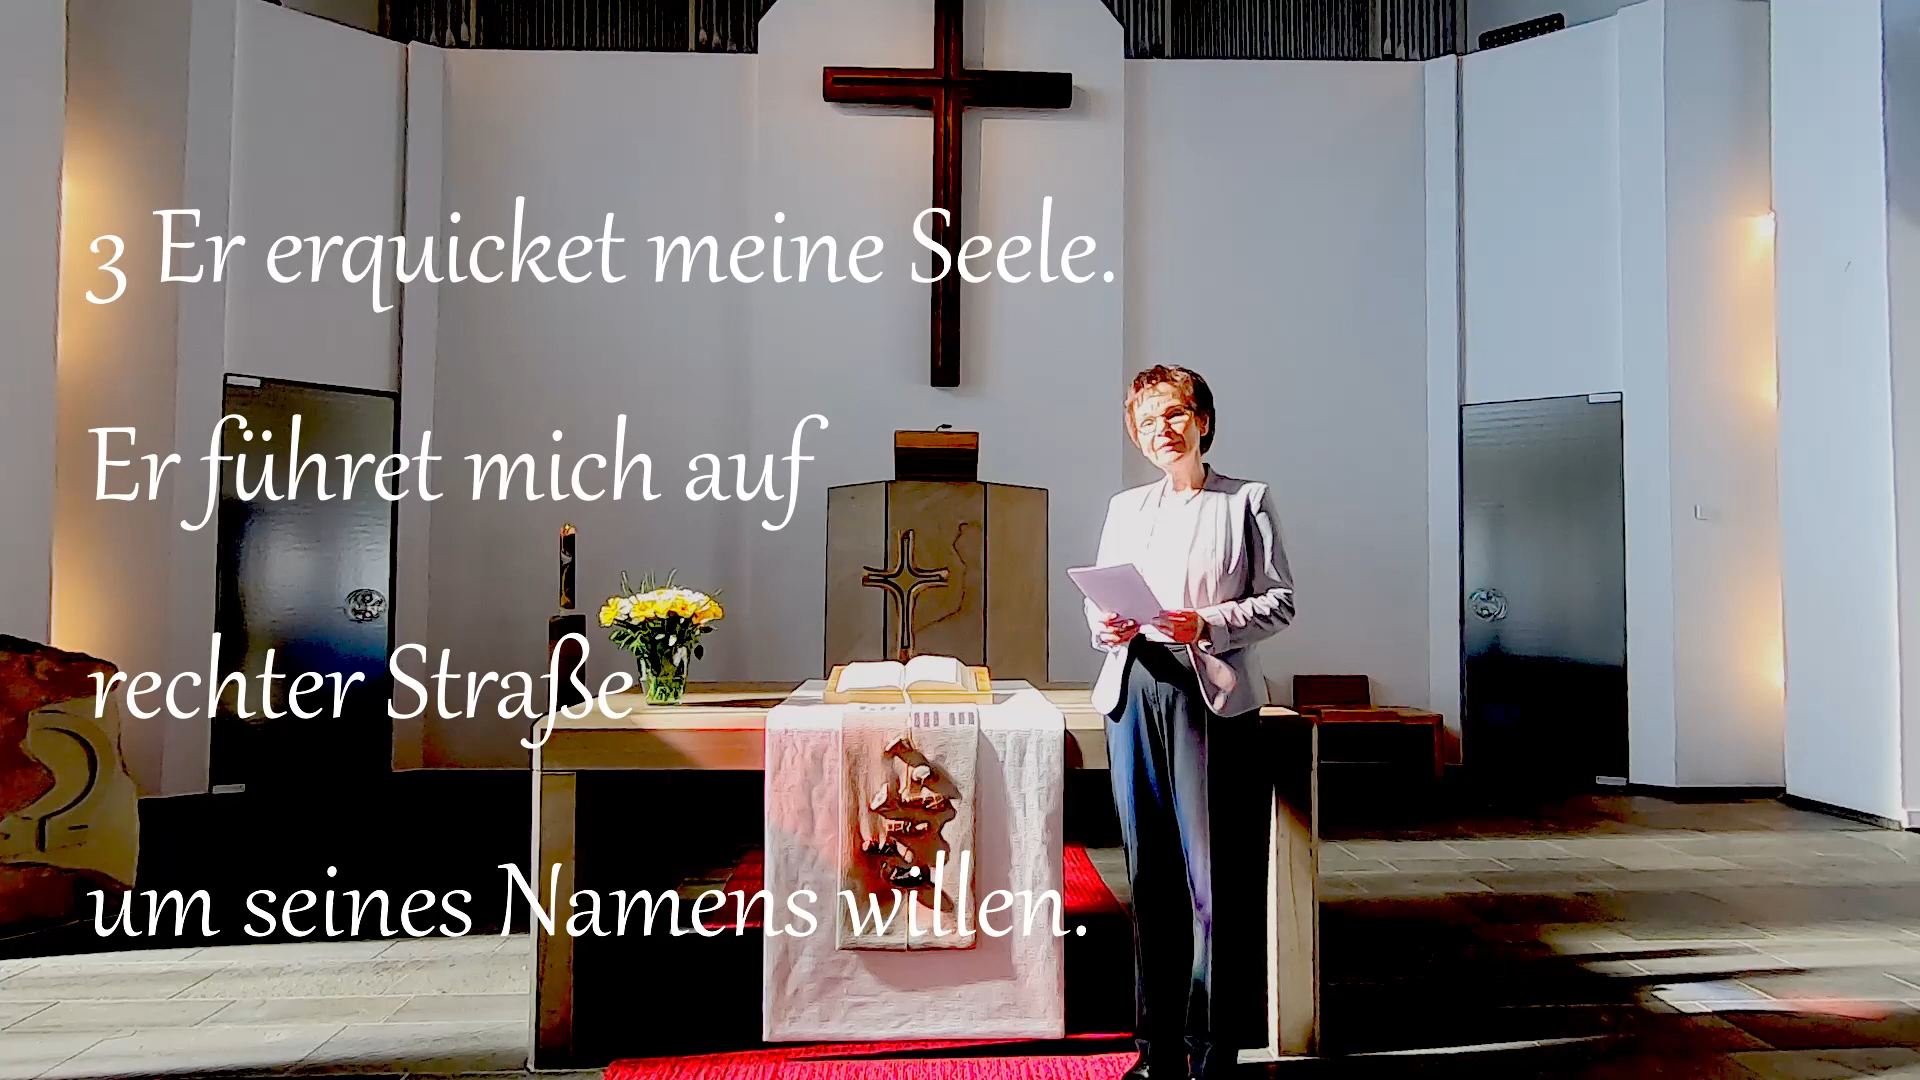 3 Er erquicket meine Seele.
Er führet mich auf
rechter Straße
um seines Namens willen.